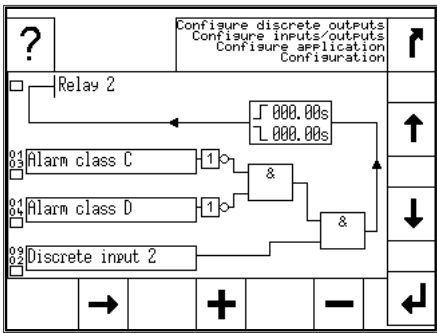 ?
Configure discrete outputs
Configure inputs/outputs
Configure application
Configuration
Relay 2
000.00s
000.00s
01
03
Alarm class C
1
&
01
04
Alarm class D
1
&
09
02
Discrete input 2
+
−